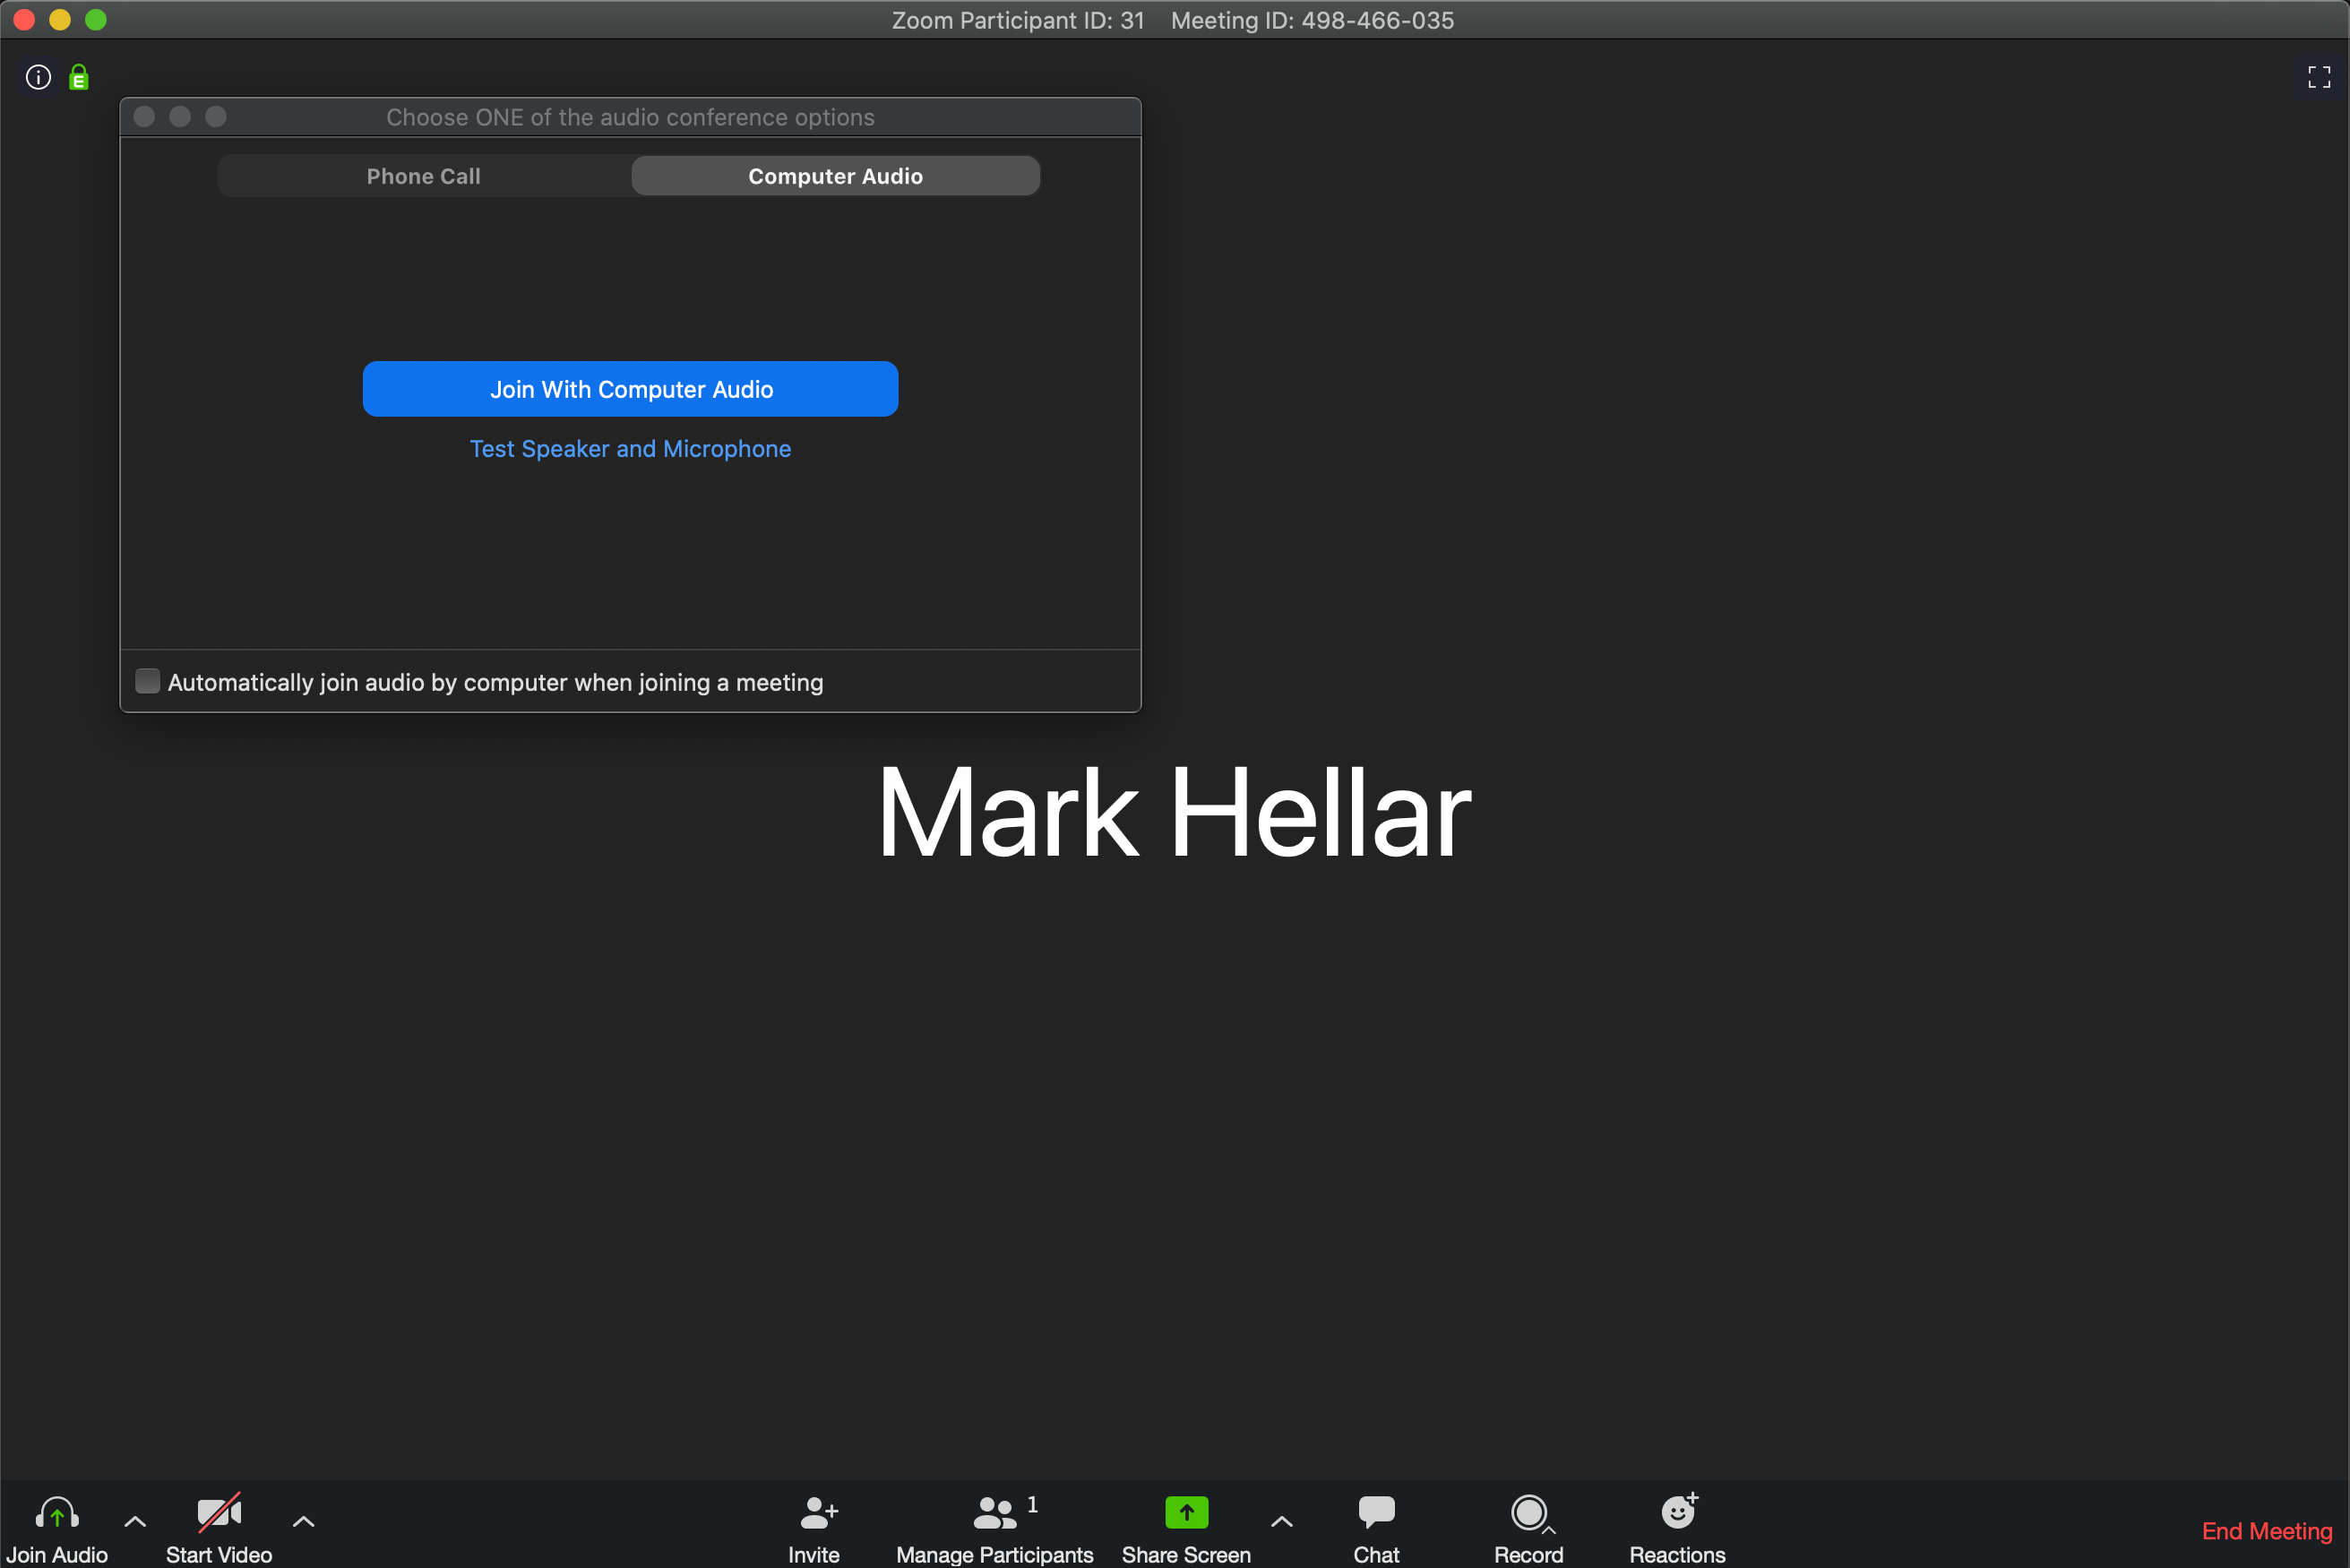 Zoom Participant ID: 31    Meeting ID: 498-466-035
E
Choose ONE of the audio conference options
Phone Call
Computer Audio
Join With Computer Audio
Test Speaker and Microphone
Automatically join audio by computer when joining a meeting
Mark Hellar
Join Audio
Start Video
Invite
1
Manage Participants
Share Screen
Chat
Record
Reactions
End Meeting